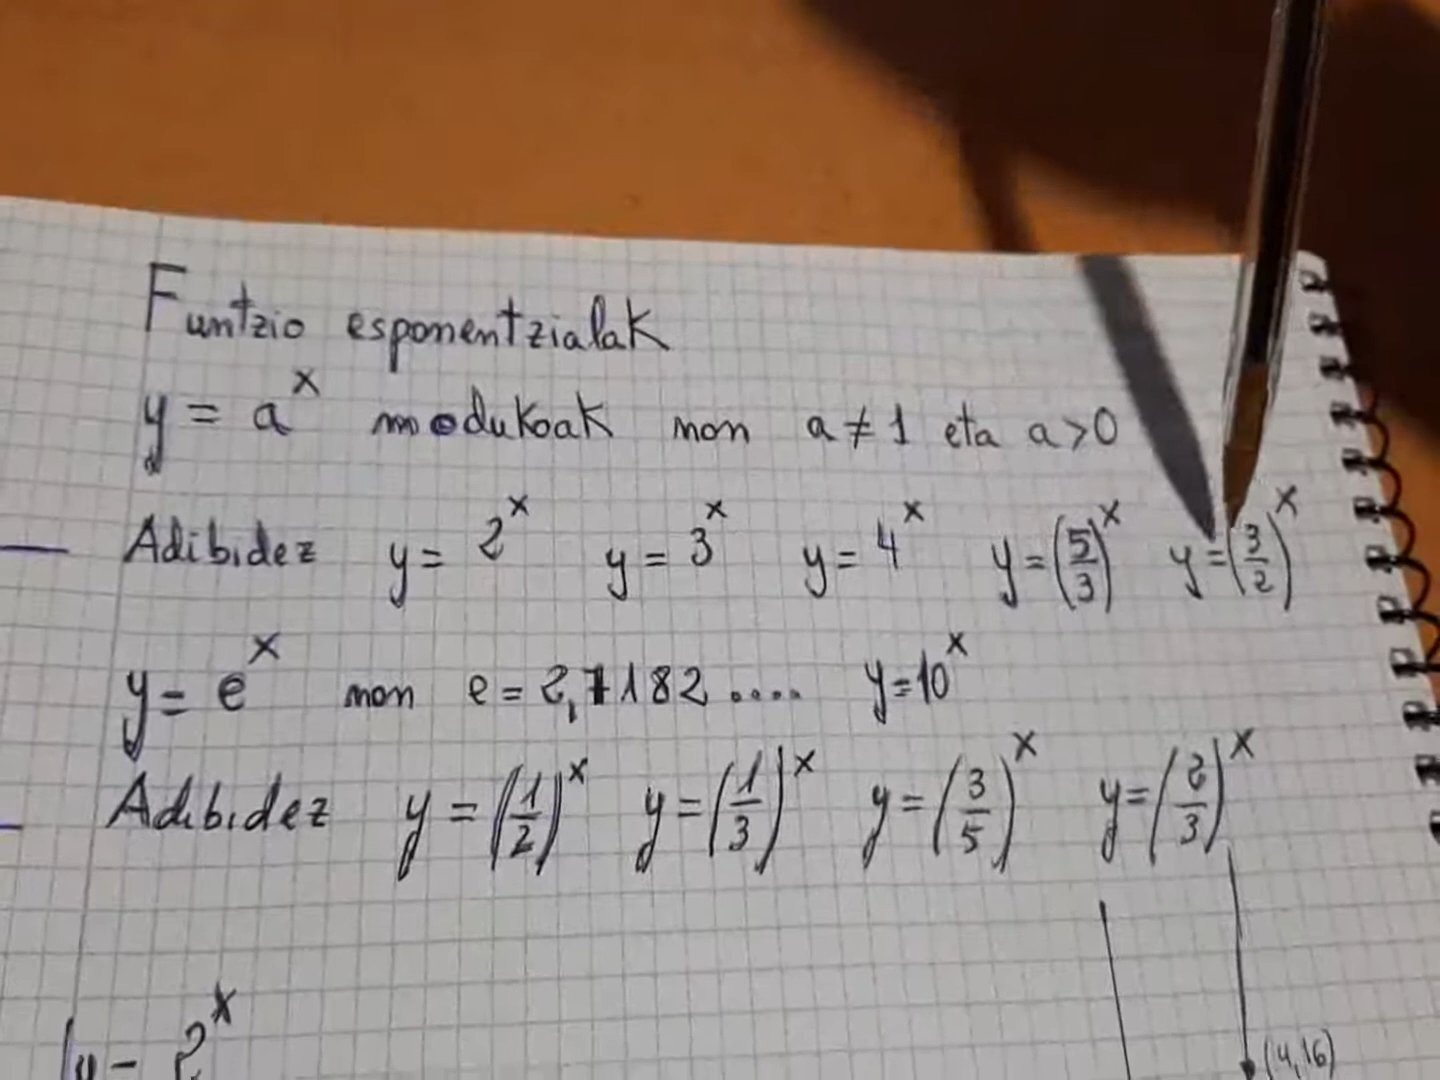 Funtzio esponentzialak
y = a^x modukoak non a ≠ 1 eta a > 0
Adibidez y = 2^x y = 3^x y = 4^x y = (5/3)^x y = (3/2)^x
y = e^x non e = 2,7182.... y = 10^x
Adibidez y = (1/2)^x y = (1/3)^x y = (3/5)^x y = (2/3)^x
y = 2^x
(4,16)